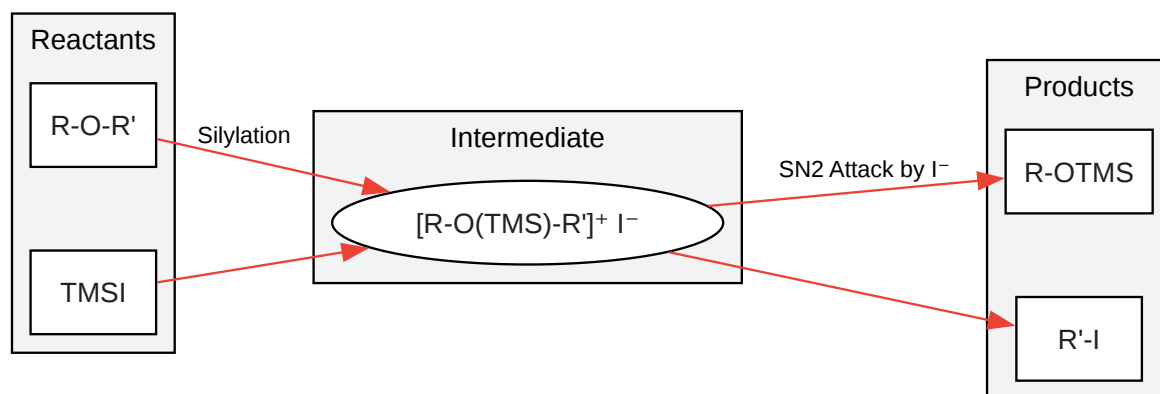 Reactants
R-O-R'
TMSI
Silylation
Intermediate
[R-O(TMS)-R']⁺ I⁻
SN2 Attack by I⁻
Products
R-OTMS
R'-I